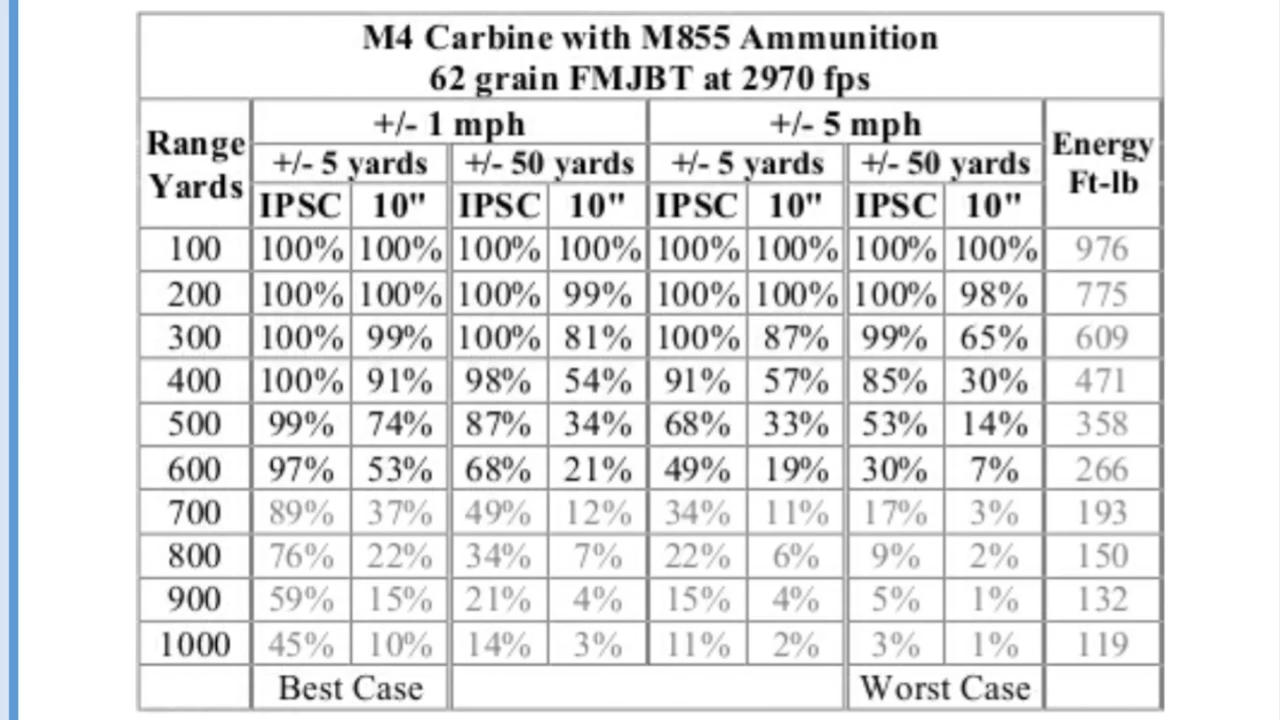 M4 Carbine with M855 Ammunition
62 grain FMJBT at 2970 fps
Range Yards +/- 1 mph +/- 5 mph Energy Ft-lb
+/- 5 yards +/- 50 yards +/- 5 yards +/- 50 yards
IPSC 10" IPSC 10" IPSC 10" IPSC 10"
100 100% 100% 100% 100% 100% 100% 100% 100% 976
200 100% 100% 100% 99% 100% 100% 100% 98% 775
300 100% 99% 100% 81% 100% 87% 99% 65% 609
400 100% 91% 98% 54% 91% 57% 85% 30% 471
500 99% 74% 87% 34% 68% 33% 53% 14% 358
600 97% 53% 68% 21% 49% 19% 30% 7% 266
700 89% 37% 49% 12% 34% 11% 17% 3% 193
800 76% 22% 34% 7% 22% 6% 9% 2% 150
900 59% 15% 21% 4% 15% 4% 5% 1% 132
1000 45% 10% 14% 3% 11% 2% 3% 1% 119
Best Case Worst Case